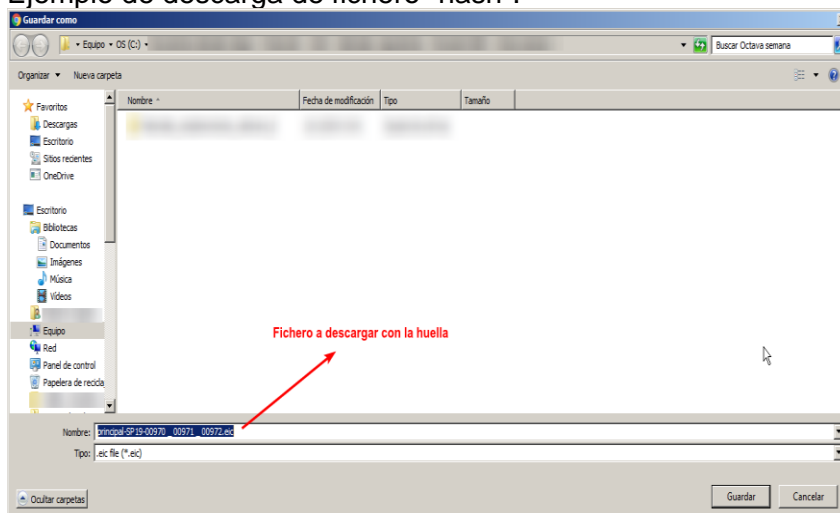 Ejemplo de descarga de fichero "hash":
Guardar como
Equipo OS (C:)
Buscar Octava semana
Organizar Nueva carpeta
Nombre Fecha de modificación Tipo Tamaño
Favoritos
Descargas
Escritorio
Sitios recientes
OneDrive
Escritorio
Bibliotecas
Documentos
Imágenes
Música
Vídeos
Equipo
Red
Panel de control
Papelera de recicla
Fichero a descargar con la huella
Nombre: principal-SP19-00970_00971_00972.eic
Tipo: .eic file (*.eic)
Ocultar carpetas Guardar Cancelar